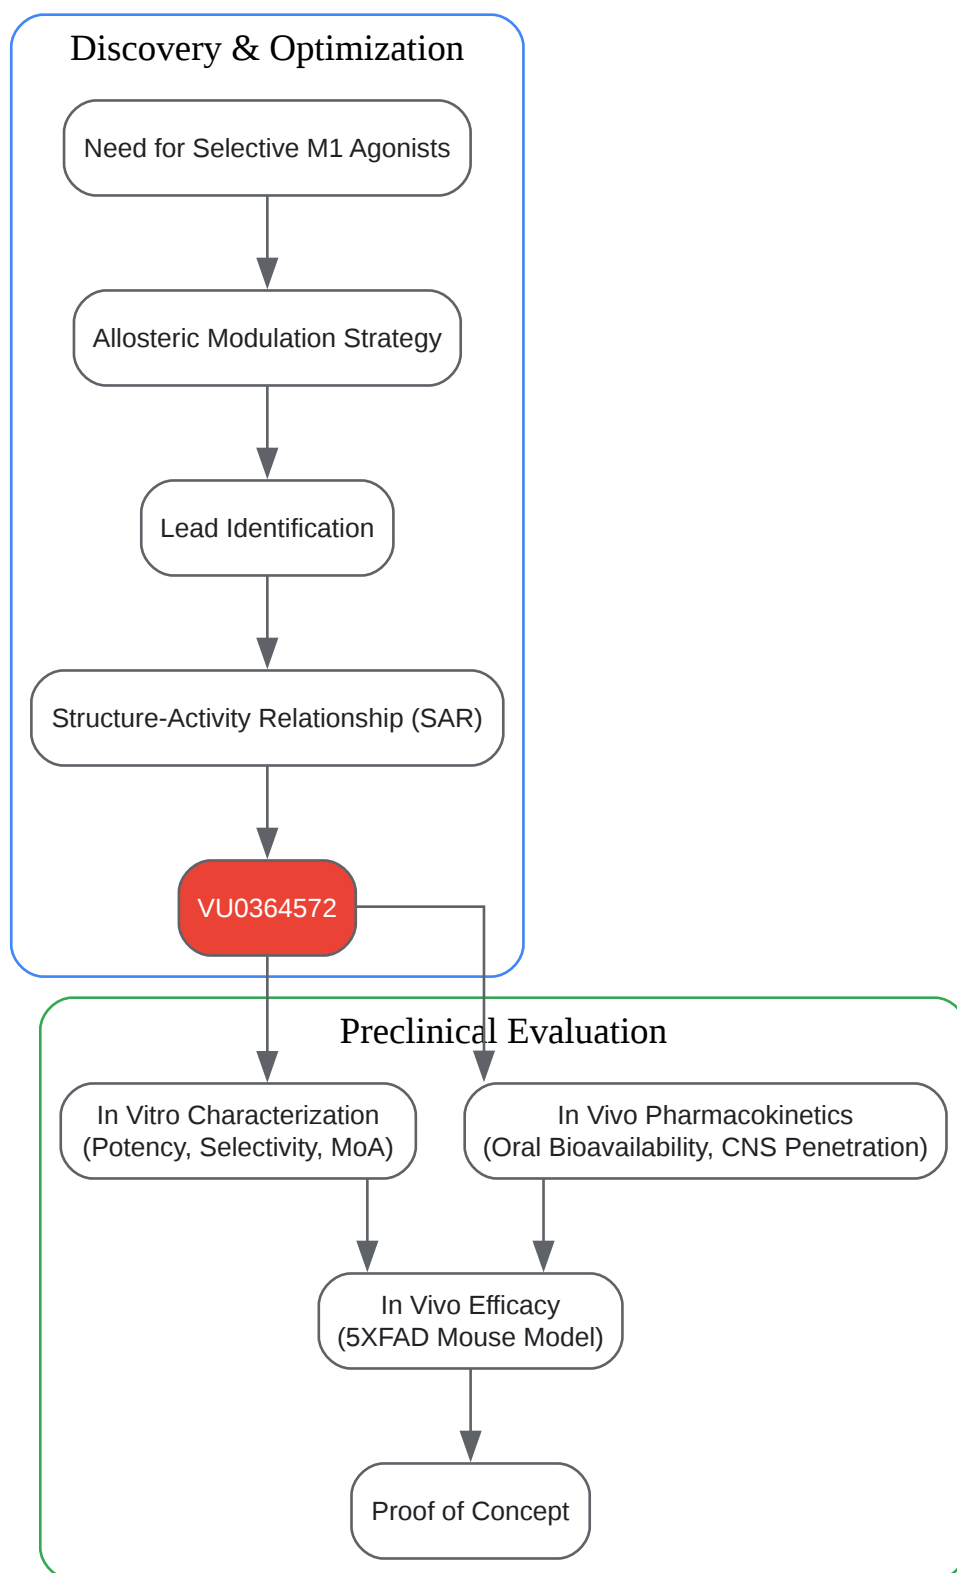 Discovery & Optimization
Need for Selective M1 Agonists
Allosteric Modulation Strategy
Lead Identification
Structure-Activity Relationship (SAR)
VU0364572
Preclinical Evaluation
In Vitro Characterization
(Potency, Selectivity, MoA)
In Vivo Pharmacokinetics
(Oral Bioavailability, CNS Penetration)
In Vivo Efficacy
(5XFAD Mouse Model)
Proof of Concept